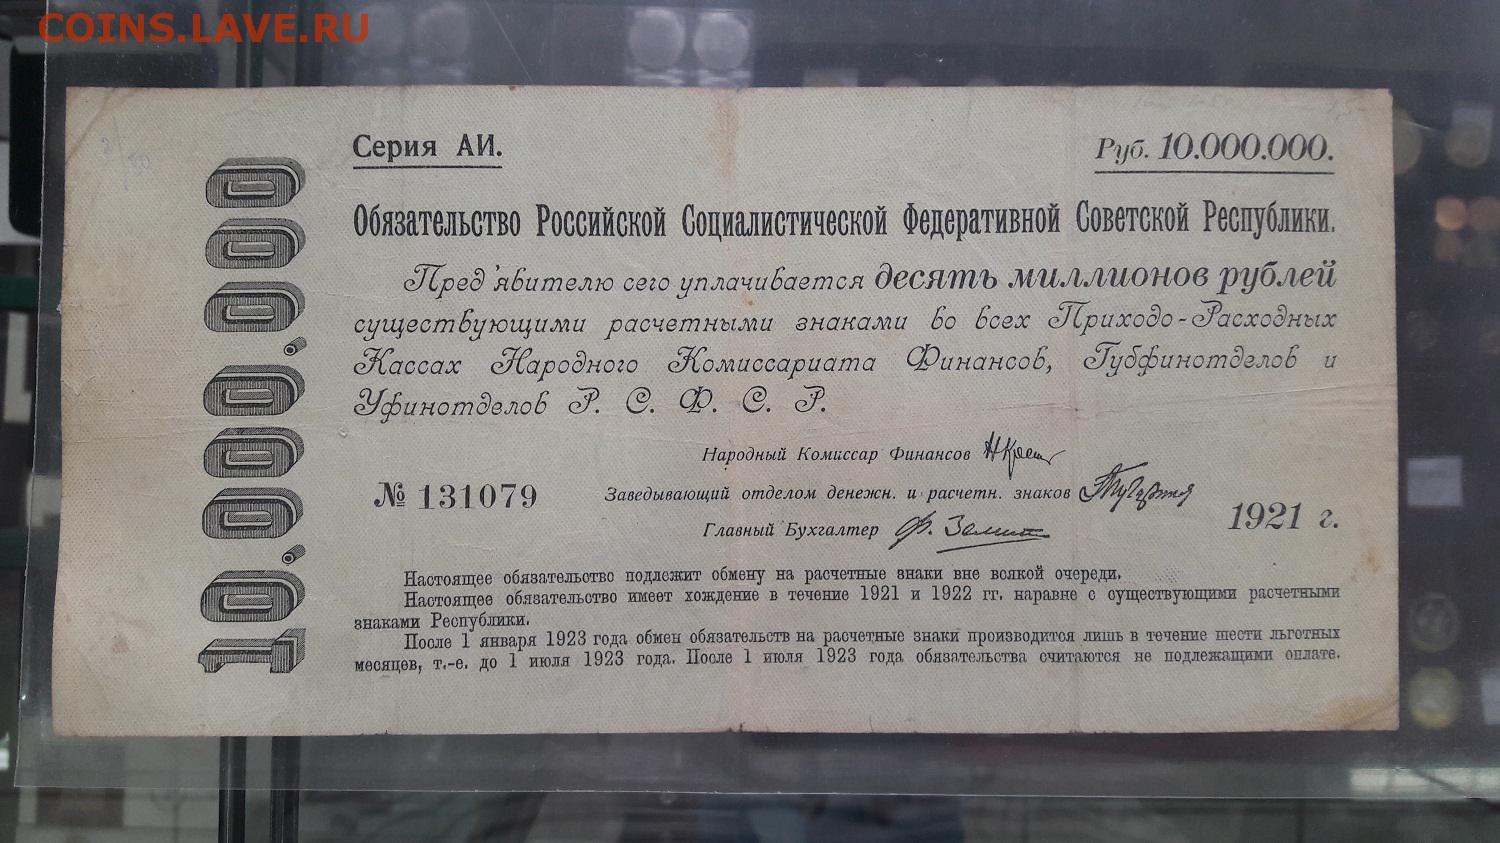 COINS.LAVE.RU
Серия АИ.
Руб. 10.000.000.
10.000.000
Обязательство Российской Социалистической Федеративной Советской Республики.
Пред'явителю сего уплачивается десять миллионов рублей
существующими расчетными знаками во всех Приходо-Расходных
Кассах Народного Комиссариата Финансов, Губфинотделов и
Уфинотделов Р. С. Ф. С. Р.
Народный Комиссар Финансов
№ 131079
Заведывающий отделом денежн. и расчетн. знаков
Главный Бухгалтер
1921 г.
Настоящее обязательство подлежит обмену на расчетные знаки вне всякой очереди.
Настоящее обязательство имеет хождение в течение 1921 и 1922 гг. наравне с существующими расчетными
знаками Республики.
После 1 января 1923 года обмен обязательств на расчетные знаки производится лишь в течение шести льготных
месяцев, т.-е. до 1 июля 1923 года. После 1 июля 1923 года обязательства считаются не подлежащими оплате.